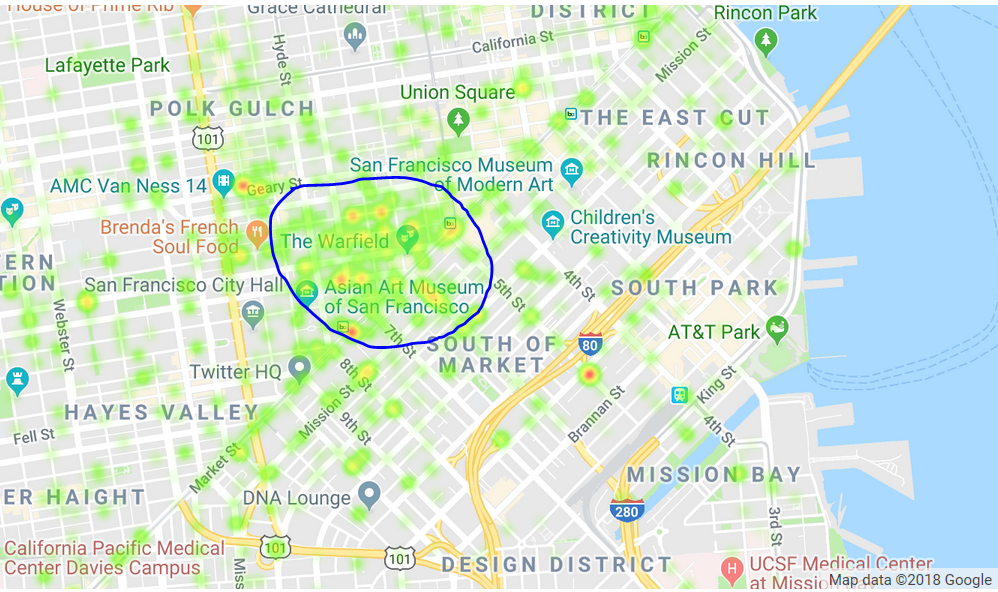 House of Prime Rib
Grace Cathedral
DISTRICT
Rincon Park
Hyde St
California St
Mission St
Lafayette Park
Union Square
POLK GULCH
THE EAST CUT
101
RINCON HILL
San Francisco Museum
of Modern Art
AMC Van Ness 14
Geary St
Children's
Creativity Museum
Brenda's French
Soul Food
The Warfield
ERN
TION
San Francisco City Hall
Asian Art Museum
of San Francisco
5th St
4th St
SOUTH PARK
Webster St
7th St
SOUTH OF
MARKET
80
AT&T Park
Twitter HQ
8th St
Mission St
9th St
King St
Brannan St
4th St
HAYES VALLEY
Fell St
Market St
MISSION BAY
ER HAIGHT
DNA Lounge
280
3rd St
California Pacific Medical
Center Davies Campus
101
101
Miss
DESIGN DISTRICT
UCSF Medical Center
at Mission Bay
Map data ©2018 Google